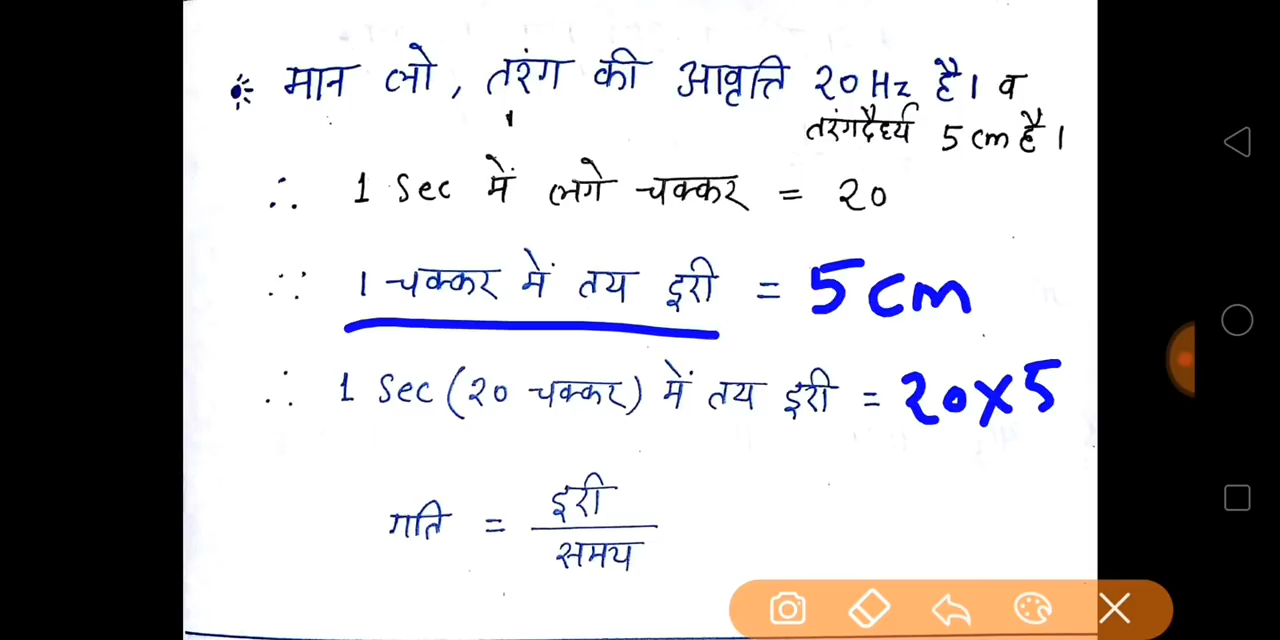 मान लो, तरंग की आवृत्ति 20 Hz है। व
तरंगदैर्घ्य 5 cm है।
∴ 1 Sec में लगे चक्कर = 20
∵ 1 चक्कर में तय दूरी = 5 cm
∴ 1 Sec (20 चक्कर) में तय दूरी = 20 × 5
गति = दूरी / समय